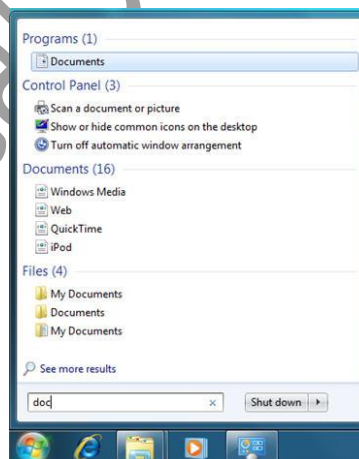 Programs (1)
Documents
Control Panel (3)
Scan a document or picture
Show or hide common icons on the desktop
Turn off automatic window arrangement
Documents (16)
Windows Media
Web
QuickTime
iPod
Files (4)
My Documents
Documents
My Documents
See more results
doc
Shut down